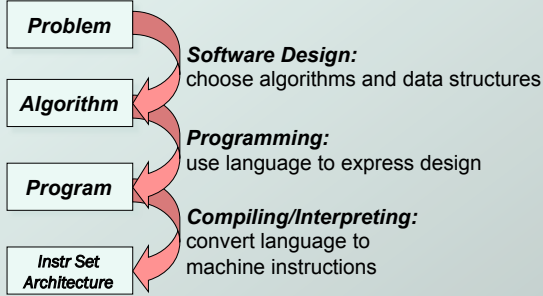 Problem
Software Design:
choose algorithms and data structures
Algorithm
Programming:
use language to express design
Program
Compiling/Interpreting:
convert language to
machine instructions
Instr Set
Architecture